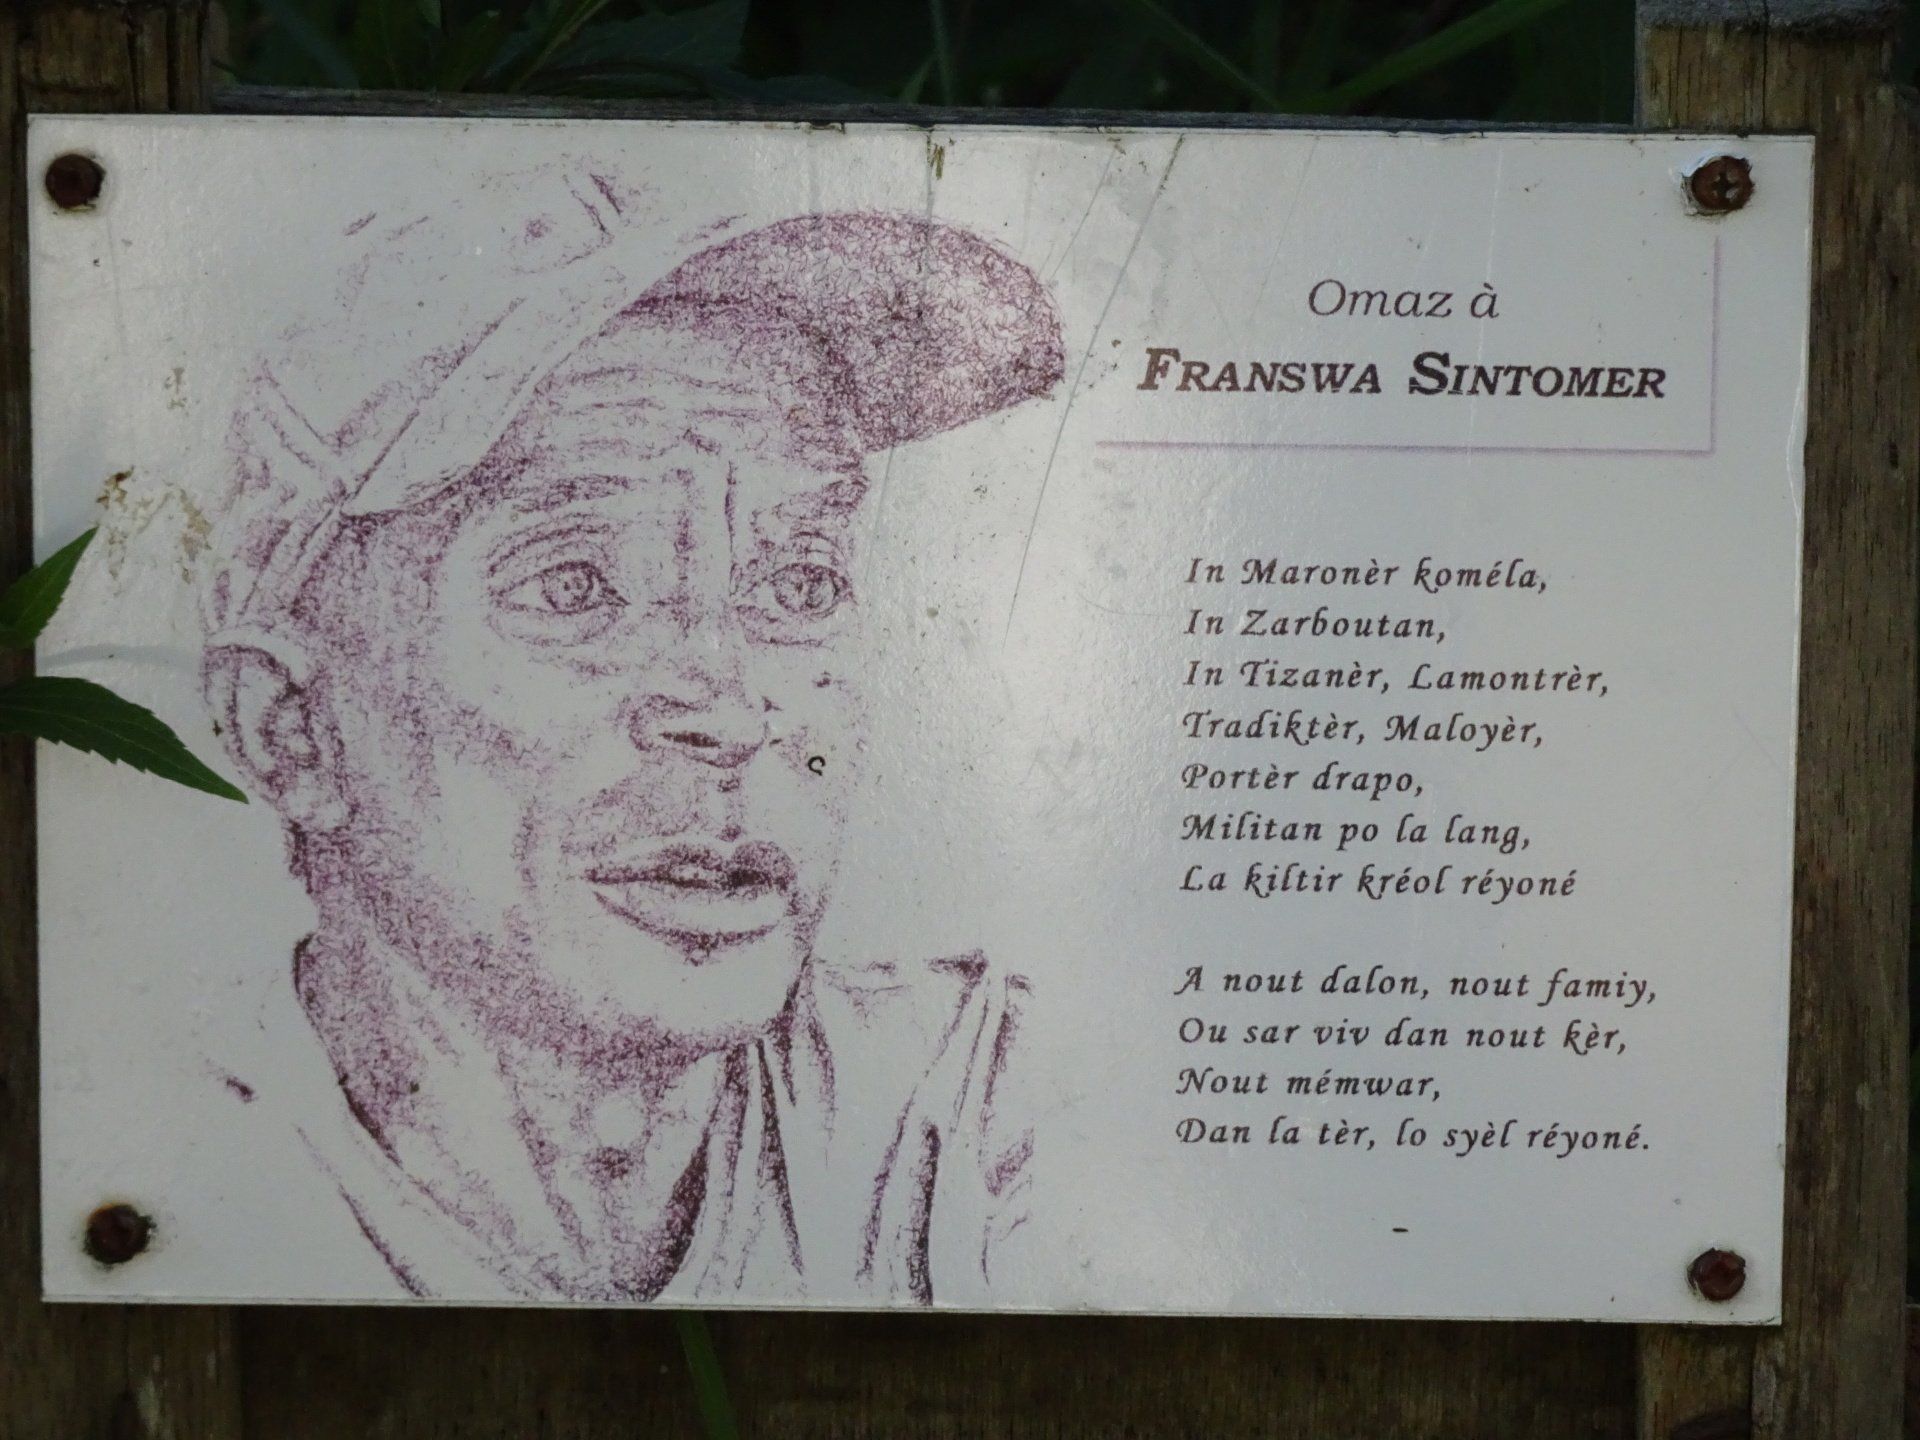 Omaz à
FRANSWA SINTOMER
In Maronèr koméla,
In Zarboutan,
In Tizanèr, Lamontrèr,
Tradiktèr, Maloyèr,
Portèr drapo,
Militan po la lang,
La kiltir kréol réyoné
A nout dalon, nout famiy,
Ou sar viv dan nout kèr,
Nout mémwar,
Dan la tèr, lo syèl réyoné.